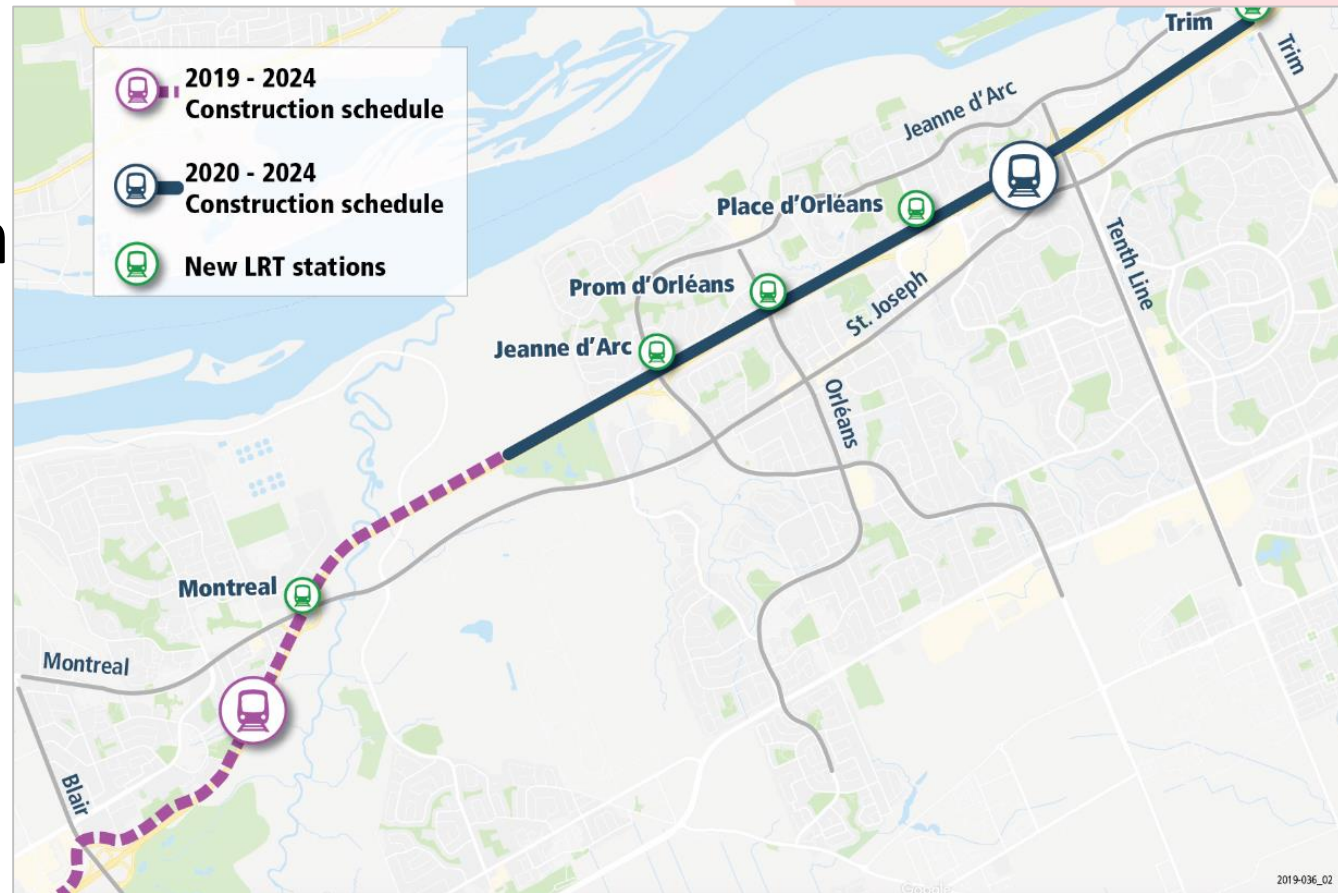 2019 - 2024
Construction schedule
2020 - 2024
Construction schedule
New LRT stations
n
Trim
Trim
Jeanne d'Arc
Place d'Orléans
Tenth Line
Prom d'Orléans
St. Joseph
Jeanne d'Arc
Orléans
Montreal
Montreal
Blair
Google
2019-036_02